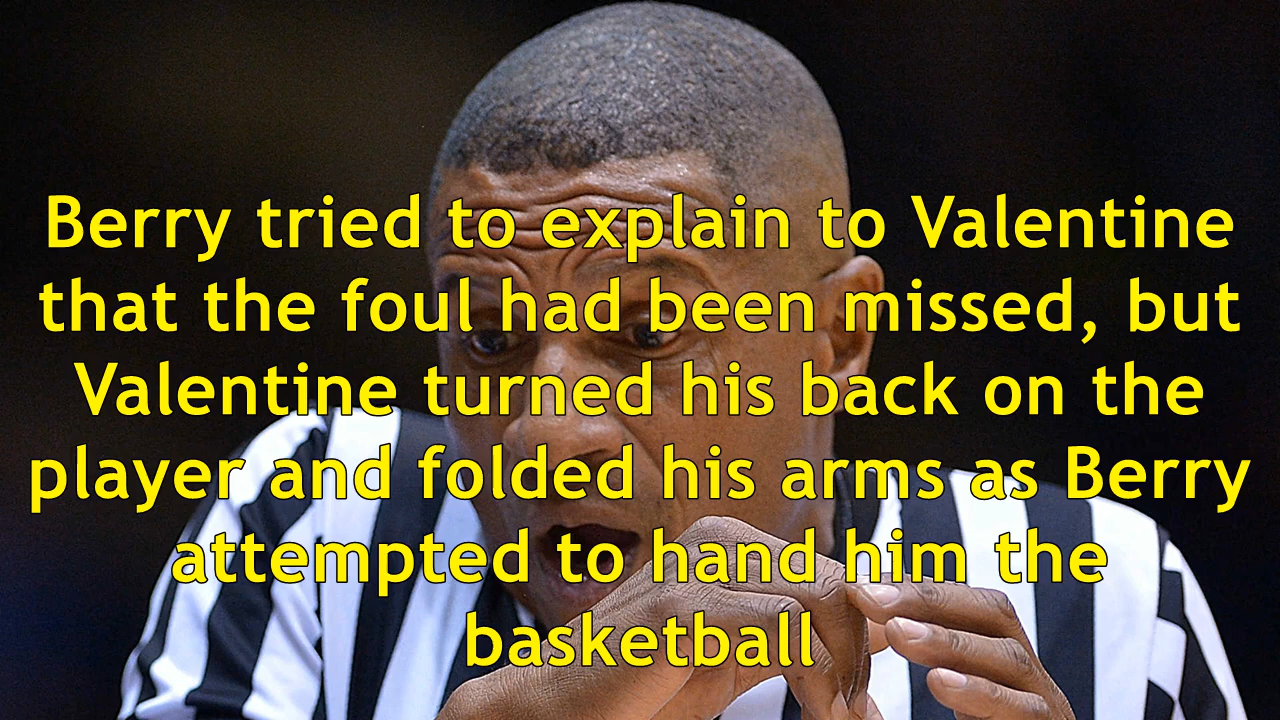 Berry tried to explain to Valentine
that the foul had been missed, but
Valentine turned his back on the
player and folded his arms as Berry
attempted to hand him the
basketball